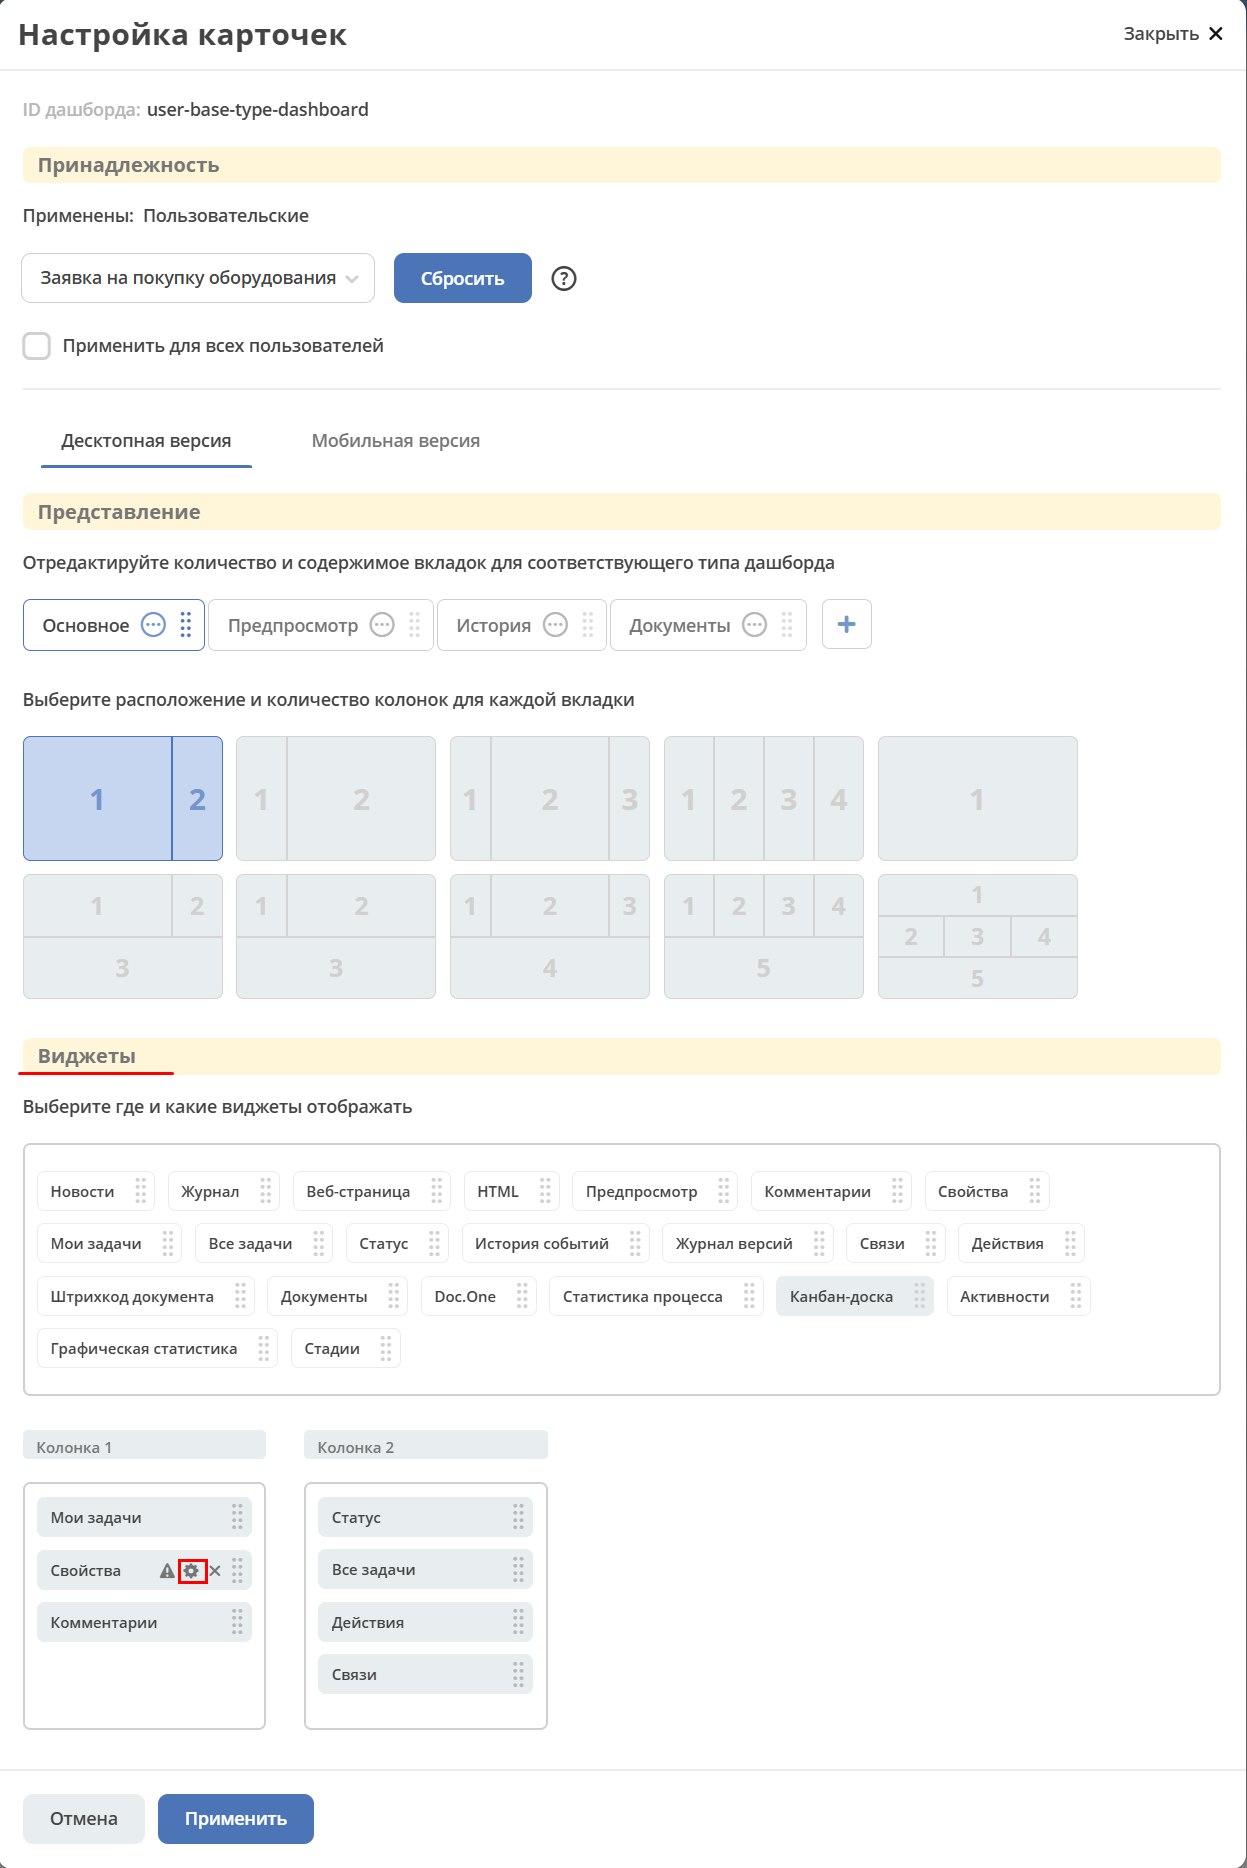 Настройка карточек
Закрыть
ID дашборда: user-base-type-dashboard
Принадлежность
Применены: Пользовательские
Заявка на покупку оборудования
Сбросить
?
Применить для всех пользователей
Десктопная версия
Мобильная версия
Представление
Отредактируйте количество и содержимое вкладок для соответствующего типа дашборда
Основное
Предпросмотр
История
Документы
+
Выберите расположение и количество колонок для каждой вкладки
1 2
1 2
1 2 3
1 2 3 4
1
1 2
3
1 2
3
1 2 3
4
1 2 3 4
5
1
2 3 4
5
Виджеты
Выберите где и какие виджеты отображать
Новости Журнал Веб-страница HTML Предпросмотр Комментарии Свойства
Мои задачи Все задачи Статус История событий Журнал версий Связи Действия
Штрихкод документа Документы Doc.One Статистика процесса Канбан-доска Активности
Графическая статистика Стадии
Колонка 1
Мои задачи
Свойства
Комментарии
Колонка 2
Статус
Все задачи
Действия
Связи
Отмена
Применить